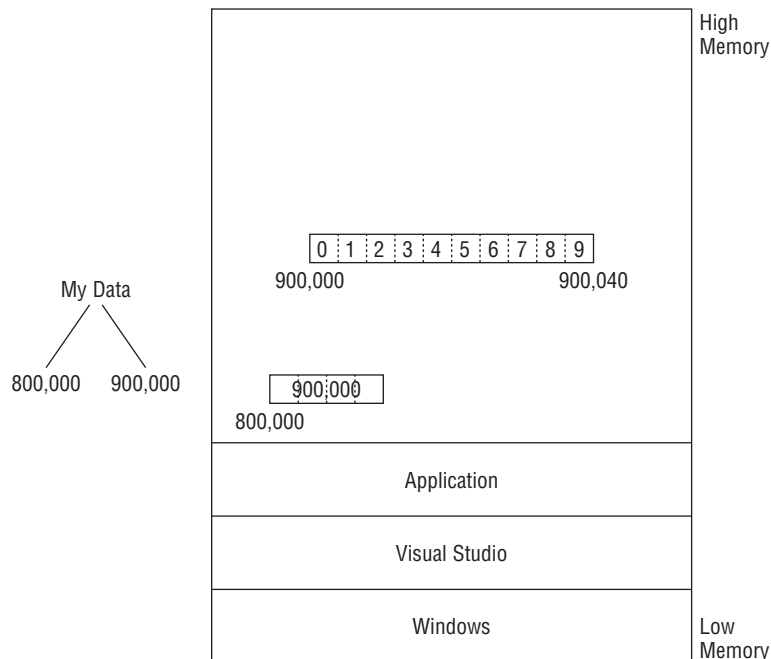 High
Memory
0 1 2 3 4 5 6 7 8 9
900,000 900,040
My Data
800,000 900,000
900,000
800,000
Application
Visual Studio
Windows
Low
Memory